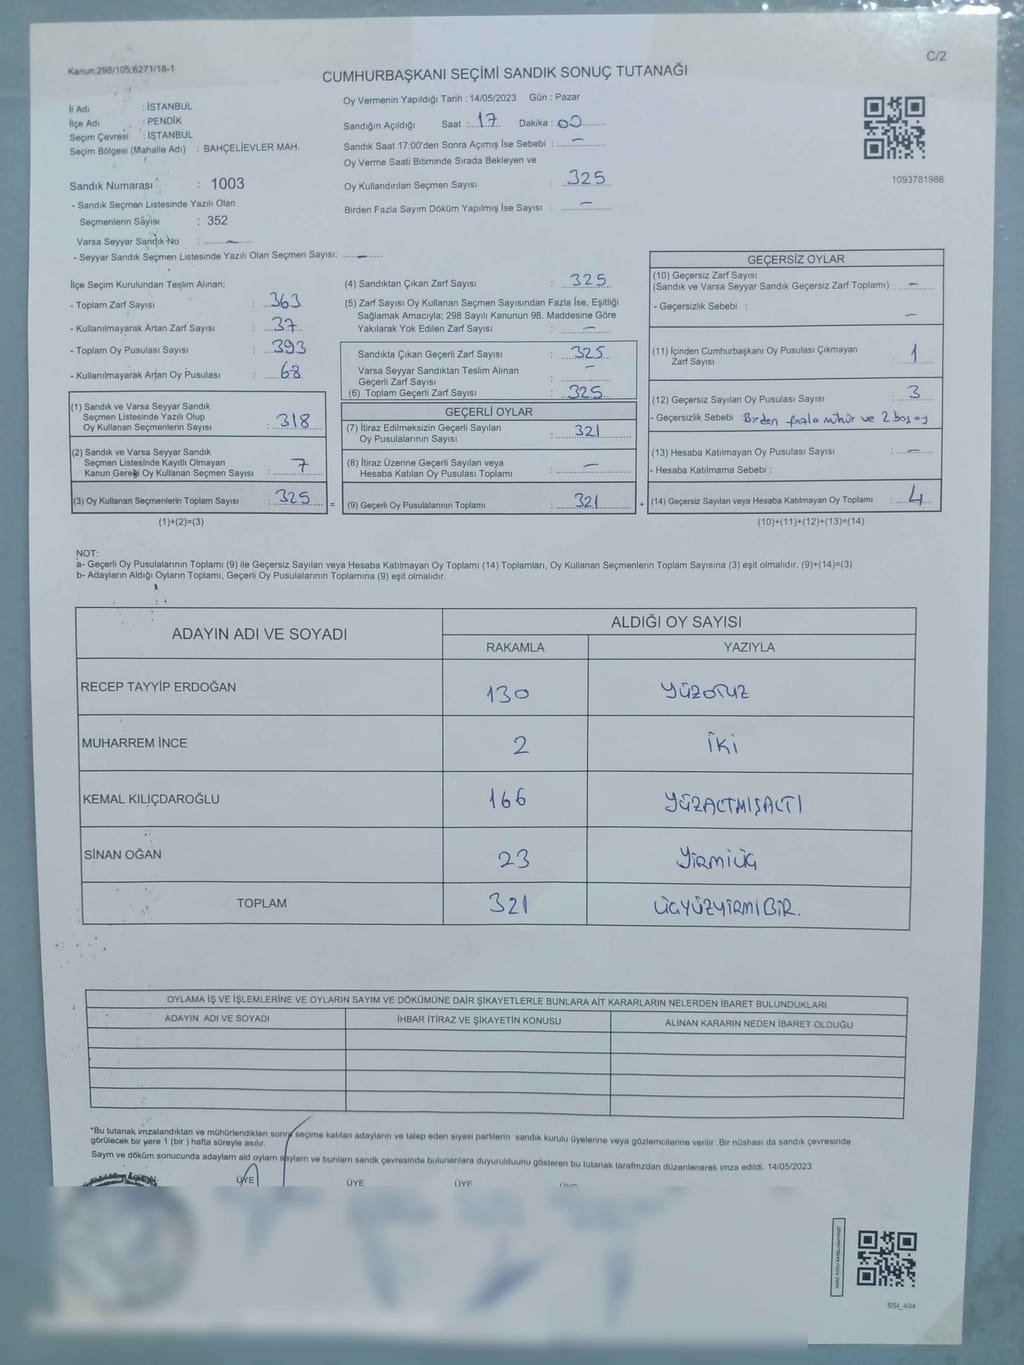 Kanun:298/105;6271/18-1
C/2
CUMHURBAŞKANI SEÇİMİ SANDIK SONUÇ TUTANAĞI
İl Adı : İSTANBUL
İlçe Adı : PENDİK
Seçim Çevresi : İSTANBUL
Seçim Bölgesi (Mahalle Adı) : BAHÇELİEVLER MAH.
Sandık Numarası : 1003
- Sandık Seçmen Listesinde Yazılı Olan
Seçmenlerin Sayısı : 352
Varsa Seyyar Sandık No : -
- Seyyar Sandık Seçmen Listesinde Yazılı Olan Seçmen Sayısı: -
Oy Vermenin Yapıldığı Tarih : 14/05/2023 Gün : Pazar
Sandığın Açıldığı Saat : 17 Dakika : 00
Sandık Saat 17:00'den Sonra Açımış İse Sebebi : -
Oy Verme Saati Bitiminde Sırada Bekleyen ve
Oy Kullandırılan Seçmen Sayısı : 325
Birden Fazla Sayım Döküm Yapılmış İse Sayısı : -
1093781986
İlçe Seçim Kurulundan Teslim Alınan;
- Toplam Zarf Sayısı : 363
- Kullanılmayarak Artan Zarf Sayısı : 37
- Toplam Oy Pusulası Sayısı : 393
- Kullanılmayarak Artan Oy Pusulası : 68
(1) Sandık ve Varsa Seyyar Sandık
Seçmen Listesinde Yazılı Olup
Oy Kullanan Seçmenlerin Sayısı : 318
(2) Sandık ve Varsa Seyyar Sandık
Seçmen Listesinde Kayıtlı Olmayan
Kanun Gereği Oy Kullanan Seçmen Sayısı : 7
(3) Oy Kullanan Seçmenlerin Toplam Sayısı : 325 =
(1)+(2)=(3)
(4) Sandıktan Çıkan Zarf Sayısı : 325
(5) Zarf Sayısı Oy Kullanan Seçmen Sayısından Fazla İse, Eşitliği
Sağlamak Amacıyla; 298 Sayılı Kanunun 98. Maddesine Göre
Yakılarak Yok Edilen Zarf Sayısı : -
Sandıkta Çıkan Geçerli Zarf Sayısı : 325
Varsa Seyyar Sandıktan Teslim Alınan
Geçerli Zarf Sayısı : -
(6) Toplam Geçerli Zarf Sayısı : 325
GEÇERLİ OYLAR
(7) İtiraz Edilmeksizin Geçerli Sayılan
Oy Pusulalarının Sayısı : 321
(8) İtiraz Üzerine Geçerli Sayılan veya
Hesaba Katılan Oy Pusulası Toplamı : -
(9) Geçerli Oy Pusulalarının Toplamı : 321 +
GEÇERSİZ OYLAR
(10) Geçersiz Zarf Sayısı
(Sandık ve Varsa Seyyar Sandık Geçersiz Zarf Toplamı) : -
- Geçersizlik Sebebi : -
(11) İçinden Cumhurbaşkanı Oy Pusulası Çıkmayan
Zarf Sayısı : 1
(12) Geçersiz Sayılan Oy Pusulası Sayısı : 3
- Geçersizlik Sebebi : Birden fazla mühür ve 2 boş oy
(13) Hesaba Katılmayan Oy Pusulası Sayısı : -
- Hesaba Katılmama Sebebi :
(14) Geçersiz Sayılan veya Hesaba Katılmayan Oy Toplamı : 4
(10)+(11)+(12)+(13)=(14)
NOT:
a- Geçerli Oy Pusulalarının Toplamı (9) ile Geçersiz Sayılan veya Hesaba Katılmayan Oy Toplamı (14) Toplamları, Oy Kullanan Seçmenlerin Toplam Sayısına (3) eşit olmalıdır. (9)+(14)=(3)
b- Adayların Aldığı Oyların Toplamı, Geçerli Oy Pusulalarının Toplamına (9) eşit olmalıdır.
ADAYIN ADI VE SOYADI
ALDIĞI OY SAYISI
RAKAMLA YAZIYLA
RECEP TAYYİP ERDOĞAN 130 YÜZOTUZ
MUHARREM İNCE 2 İKİ
KEMAL KILIÇDAROĞLU 166 YÜZALTMIŞALTI
SİNAN OĞAN 23 YİRMİÜÇ
TOPLAM 321 ÜÇYÜZYİRMİBİR.
OYLAMA İŞ VE İŞLEMLERİNE VE OYLARIN SAYIM VE DÖKÜMÜNE DAİR ŞİKAYETLERLE BUNLARA AİT KARARLARIN NELERDEN İBARET BULUNDUKLARI
ADAYIN ADI VE SOYADI İHBAR İTİRAZ VE ŞİKAYETİN KONUSU ALINAN KARARIN NEDEN İBARET OLDUĞU
*Bu tutanak imzalandıktan ve mühürlendikten sonra seçime katılan adayların ve talep eden siyasi partilerin sandık kurulu üyelerine veya gözlemcilerine verilir .Bir nüshası da sandık çevresinde
görülecek bir yere 1 (bir ) hafta süreyle asılır.
Sayım ve döküm sonucunda adaylarn ald oylarn saylarn ve bunlarn sandk çevresinde bulunanlara duyurulduunu gösteren bu tutanak tarafmzdan düzenlenerek imza edildi. 14/05/2023
ÜYE ÜYE ÜYE
SSI_404